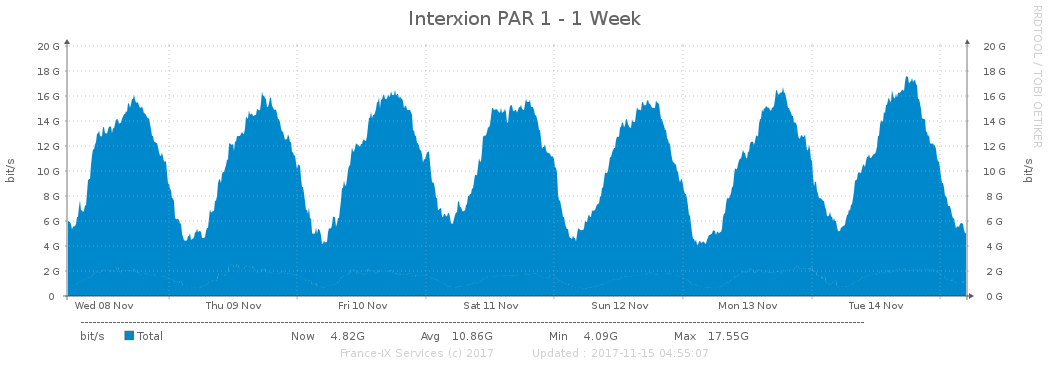 Interxion PAR 1 - 1 Week
RRDTOOL / TOBI OETIKER
bit/s
bit/s
20 G 20 G
18 G 18 G
16 G 16 G
14 G 14 G
12 G 12 G
10 G 10 G
8 G 8 G
6 G 6 G
4 G 4 G
2 G 2 G
0 0 G
Wed 08 Nov Thu 09 Nov Fri 10 Nov Sat 11 Nov Sun 12 Nov Mon 13 Nov Tue 14 Nov
bit/s Total Now 4.82G Avg 10.86G Min 4.09G Max 17.55G
France-IX Services (c) 2017 Updated : 2017-11-15 04:55:07